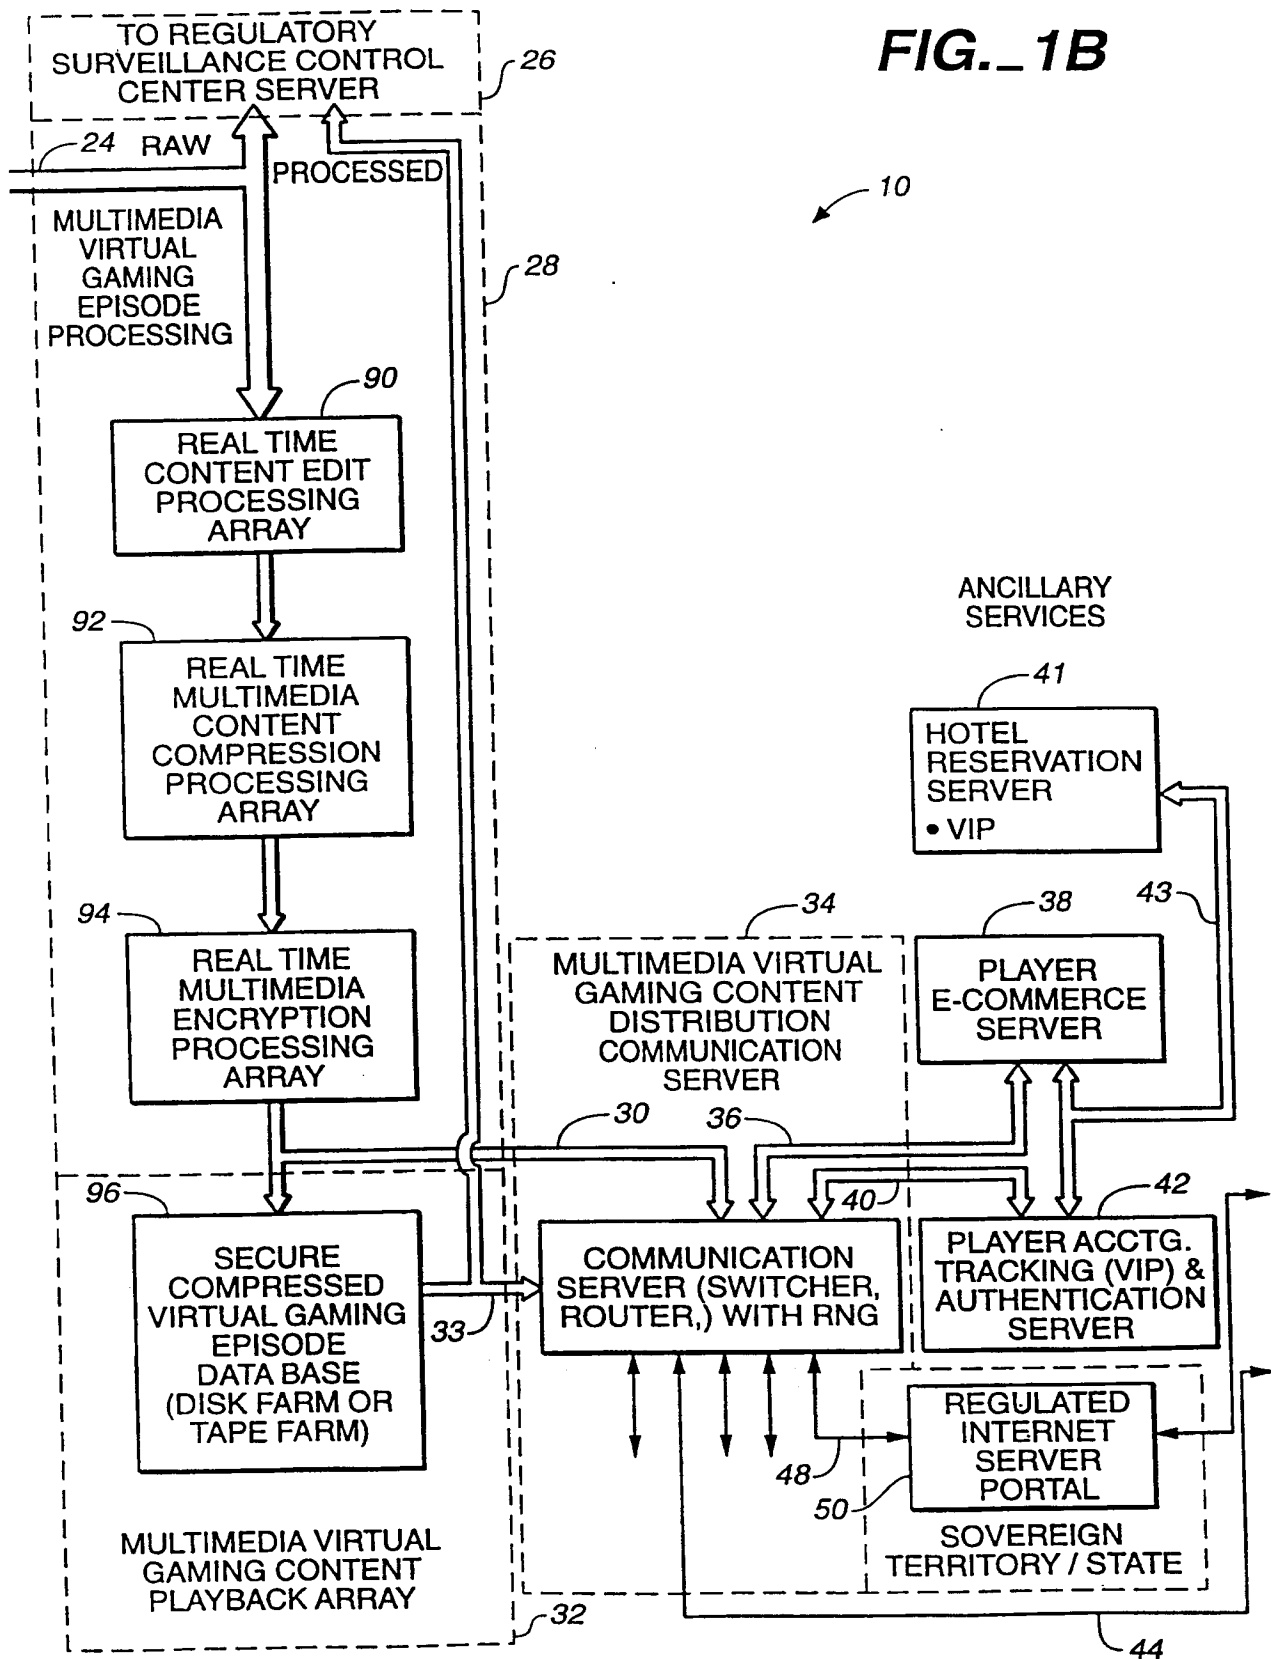 FIG._1B
TO REGULATORY
SURVEILLANCE CONTROL
CENTER SERVER
26
24
RAW
PROCESSED
10
MULTIMEDIA
VIRTUAL
GAMING
EPISODE
PROCESSING
28
90
REAL TIME
CONTENT EDIT
PROCESSING
ARRAY
92
REAL TIME
MULTIMEDIA
CONTENT
COMPRESSION
PROCESSING
ARRAY
ANCILLARY
SERVICES
41
HOTEL
RESERVATION
SERVER
• VIP
43
94
REAL TIME
MULTIMEDIA
ENCRYPTION
PROCESSING
ARRAY
34
MULTIMEDIA VIRTUAL
GAMING CONTENT
DISTRIBUTION
COMMUNICATION
SERVER
38
PLAYER
E-COMMERCE
SERVER
30
36
40
42
96
SECURE
COMPRESSED
VIRTUAL GAMING
EPISODE
DATA BASE
(DISK FARM OR
TAPE FARM)
33
COMMUNICATION
SERVER (SWITCHER,
ROUTER,) WITH RNG
PLAYER ACCTG.
TRACKING (VIP) &
AUTHENTICATION
SERVER
48
50
REGULATED
INTERNET
SERVER
PORTAL
SOVEREIGN
TERRITORY / STATE
MULTIMEDIA VIRTUAL
GAMING CONTENT
PLAYBACK ARRAY
32
44